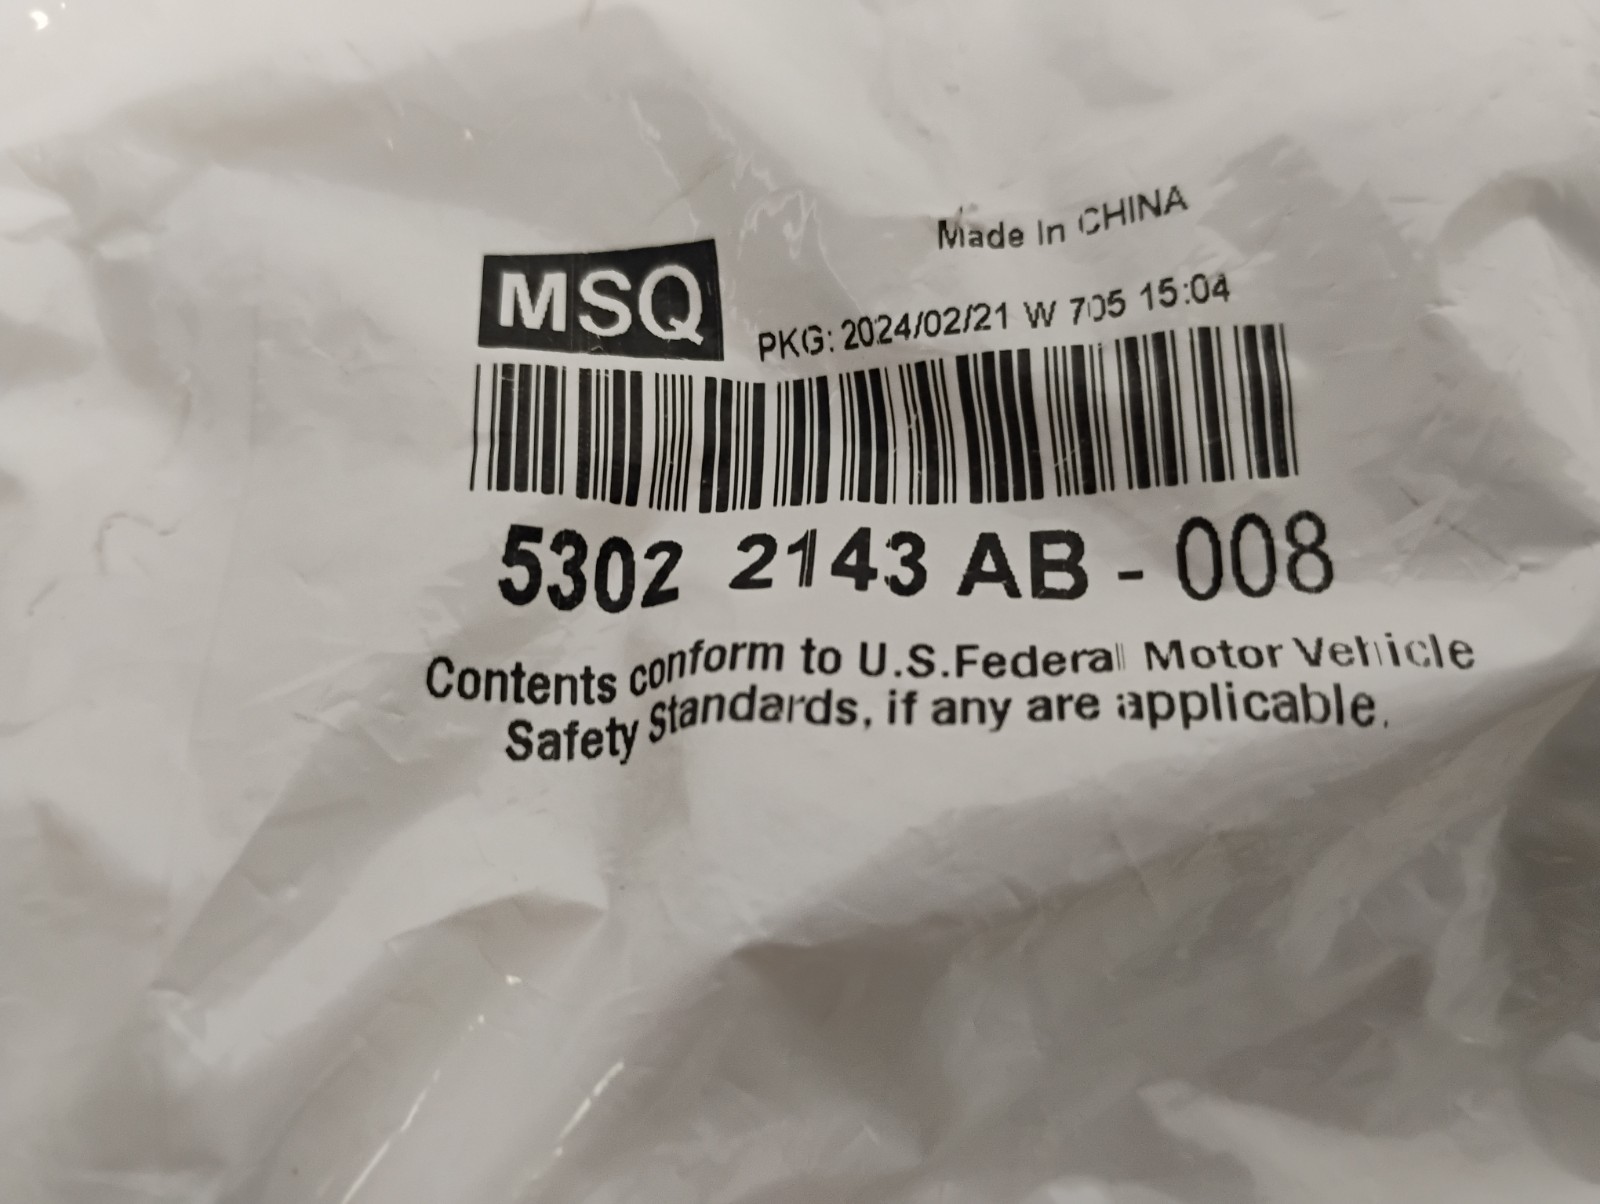 Made In CHINA
MSQ
PKG: 2024/02/21 W 705 15:04
5302 2143 AB - 008
Contents conform to U.S.Federal Motor Vehicle
Safety Standards, if any are applicable.